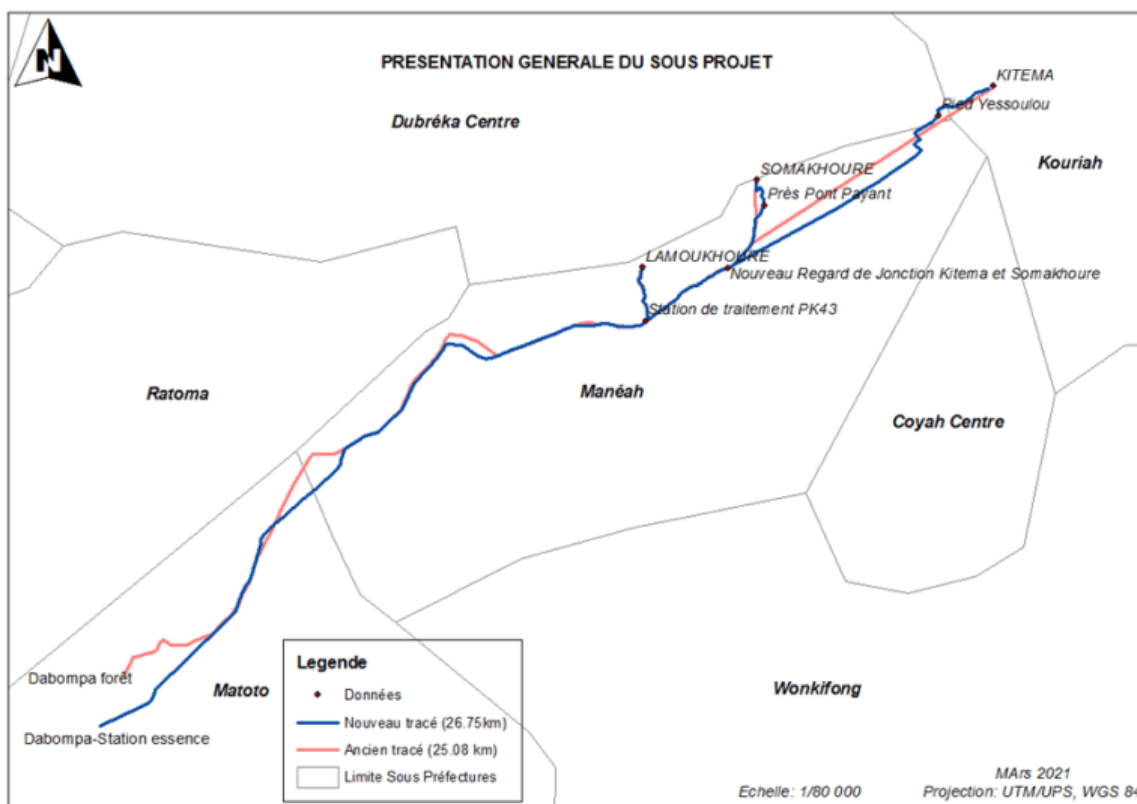 N
PRESENTATION GENERALE DU SOUS PROJET
KITEMA
Pied Yessoulou
Dubréka Centre
Kouriah
SOMAKHOURE
Près Pont Payant
LAMOUKHOURE
Nouveau Regard de Jonction Kitema et Somakhoure
Station de traitement PK43
Ratoma
Manéah
Coyah Centre
Dabompa forêt
Matoto
Wonkifong
Dabompa-Station essence
Legende
Données
Nouveau tracé (26.75km)
Ancien tracé (25.08 km)
Limite Sous Préfectures
MArs 2021
Echelle: 1/80 000
Projection: UTM/UPS, WGS 84